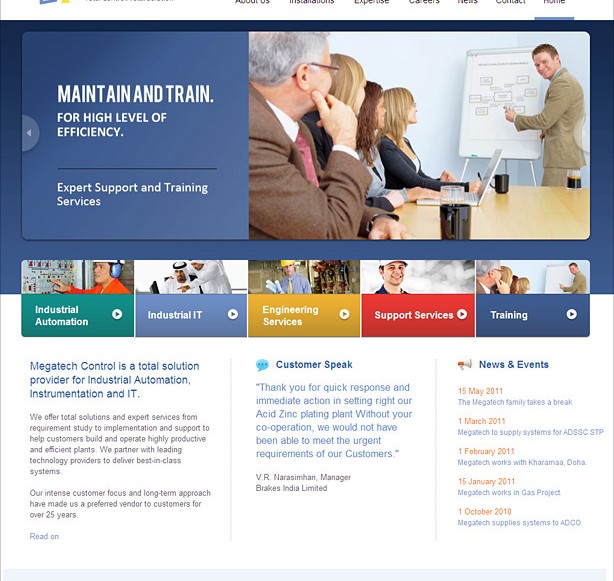 About Us Installations Expertise Careers News Contact Home
MAINTAIN AND TRAIN.
FOR HIGH LEVEL OF
EFFICIENCY.
Expert Support and Training
Services
Industrial
Automation
Industrial IT
Engineering
Services
Support Services
Training
Megatech Control is a total solution
provider for Industrial Automation,
Instrumentation and IT.
We offer total solutions and expert services from
requirement study to implementation and support to
help customers build and operate highly productive
and efficient plants. We partner with leading
technology providers to deliver best-in-class
systems.
Our intense customer focus and long-term approach
have made us a preferred vendor to customers for
over 25 years.
Read on
Customer Speak
"Thank you for quick response and
immediate action in setting right our
Acid Zinc plating plant Without your
co-operation, we would not have
been able to meet the urgent
requirements of our Customers."
V.R. Narasimhan, Manager
Brakes India Limited
News & Events
15 May 2011
The Megatech family takes a break
1 March 2011
Megatech to supply systems for ADSSC STP
1 February 2011
Megatech works with Kharamaa, Doha.
15 January 2011
Megatech works in Gas Project.
1 October 2010
Megatech supplies systems to ADCO